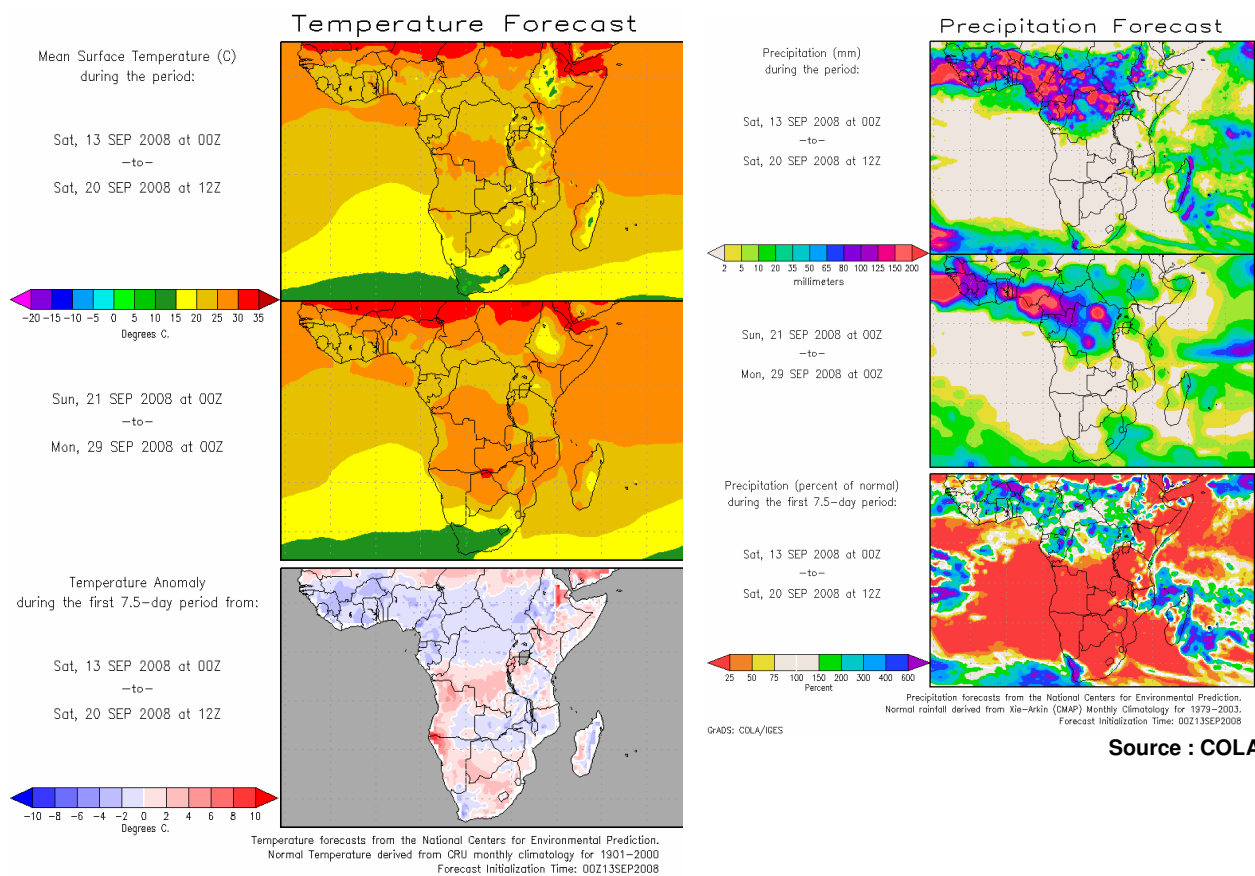 Temperature Forecast
Mean Surface Temperature (C)
during the period:
Sat, 13 SEP 2008 at 00Z
-to-
Sat, 20 SEP 2008 at 12Z
-20 -15 -10 -5 0 5 10 15 20 25 30 35
Degrees C.
Sun, 21 SEP 2008 at 00Z
-to-
Mon, 29 SEP 2008 at 00Z
Temperature Anomaly
during the first 7.5-day period from:
Sat, 13 SEP 2008 at 00Z
-to-
Sat, 20 SEP 2008 at 12Z
-10 -8 -6 -4 -2 0 2 4 6 8 10
Degrees C.
Temperature forecasts from the National Centers for Environmental Prediction.
Normal Temperature derived from CRU monthly climatology for 1901-2000
Forecast Initialization Time: 00Z13SEP2008
Precipitation Forecast
Precipitation (mm)
during the period:
Sat, 13 SEP 2008 at 00Z
-to-
Sat, 20 SEP 2008 at 12Z
2 5 10 20 35 50 65 80 100 125 150 200
millimeters
Sun, 21 SEP 2008 at 00Z
-to-
Mon, 29 SEP 2008 at 00Z
Precipitation (percent of normal)
during the first 7.5-day period:
Sat, 13 SEP 2008 at 00Z
-to-
Sat, 20 SEP 2008 at 12Z
25 50 75 100 150 200 300 400 600
Percent
Precipitation forecasts from the National Centers for Environmental Prediction.
Normal rainfall derived from Xie-Arkin (CMAP) Monthly Climatology for 1979-2003.
Forecast Initialization Time: 00Z13SEP2008
GrADS: COLA/IGES
Source : COLA